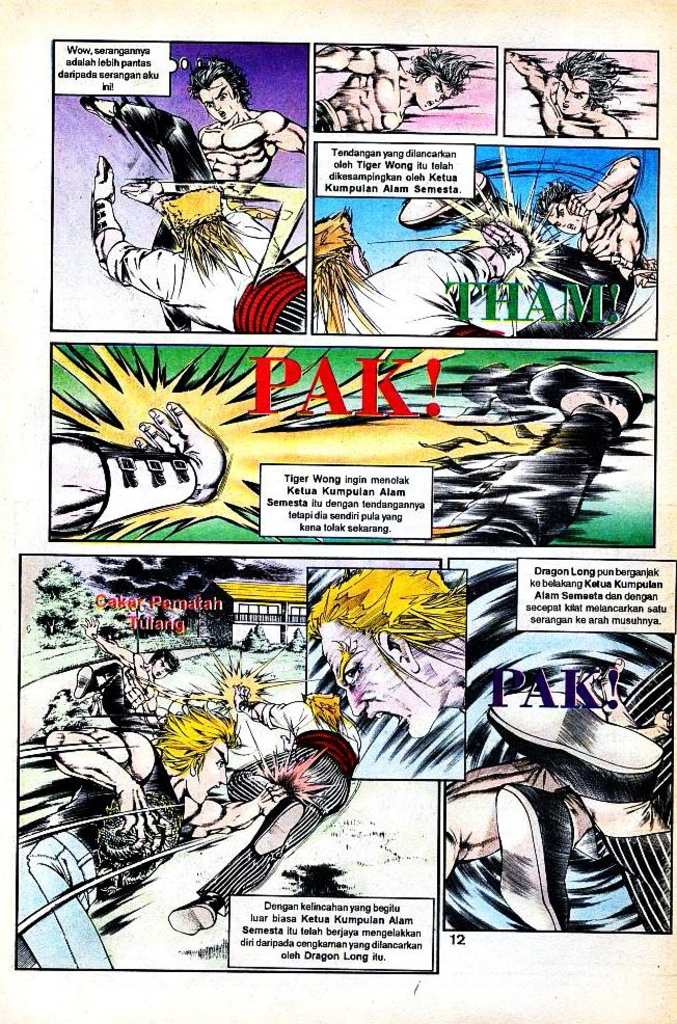 Wow, serangannya
adalah lebih pantas
daripada serangan aku
ini!
Tendangan yang dilancarkan
oleh Tiger Wong itu telah
dikesampingkan oleh Ketua
Kumpulan Alam Semesta.
THAM!
PAK!
Tiger Wong ingin menolak
Ketua Kumpulan Alam
Semesta itu dengan tendangannya
tetapi dia sendiri pula yang
kena tolak sekarang.
Caker Pematah
Tulang
Dengan kelincahan yang begitu
luar biasa Ketua Kumpulan Alam
Semesta itu telah berjaya mengelakkan
diri daripada cengkaman yang dilancarkan
oleh Dragon Long itu.
Dragon Long pun berganjak
ke belakang Ketua Kumpulan
Alam Semesta dan dengan
secepat kilat melancarkan satu
serangan ke arah musuhnya.
PAK!
12